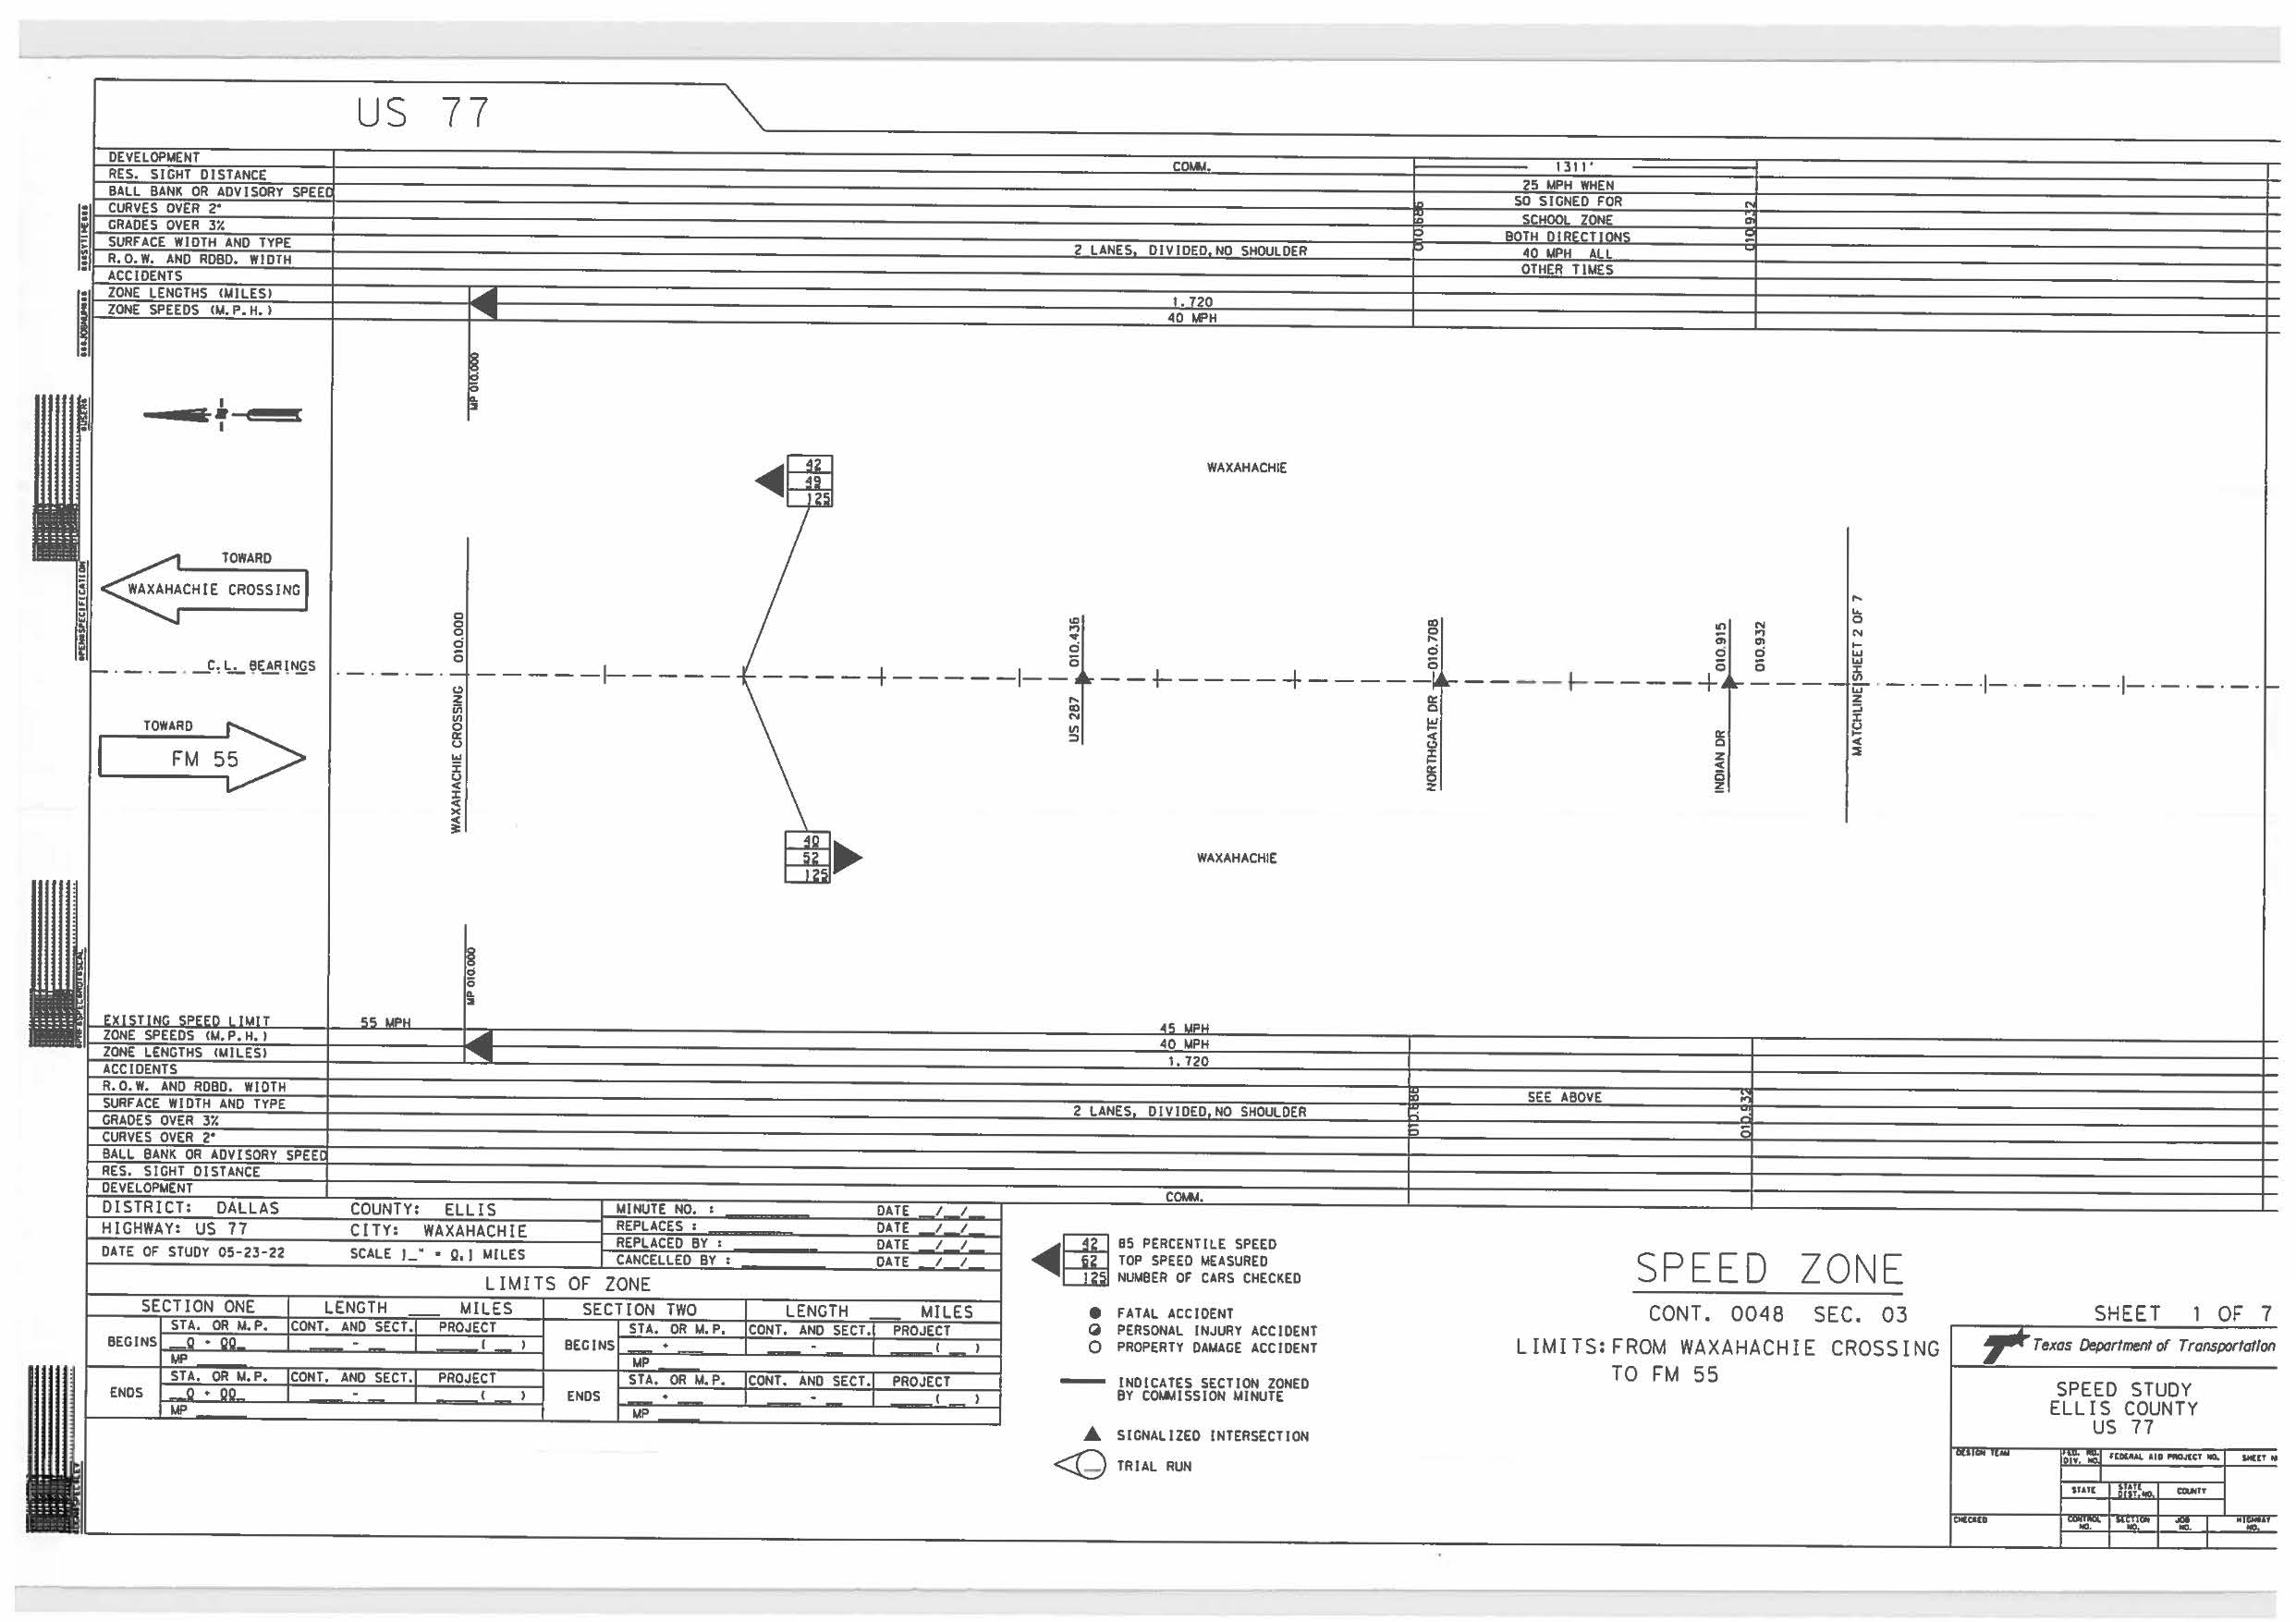 US 77
DEVELOPMENT
RES. SIGHT DISTANCE
BALL BANK OR ADVISORY SPEED
CURVES OVER 2°
GRADES OVER 3%
SURFACE WIDTH AND TYPE
R.O.W. AND RDBD. WIDTH
ACCIDENTS
ZONE LENGTHS (MILES)
ZONE SPEEDS (M.P.H.)
COMM.
2 LANES, DIVIDED, NO SHOULDER
1.720
40 MPH
010.686
1311'
25 MPH WHEN
SO SIGNED FOR
SCHOOL ZONE
BOTH DIRECTIONS
40 MPH ALL
OTHER TIMES
010.932
MP 010.000
42
49
125
WAXAHACHIE
TOWARD
WAXAHACHIE CROSSING
C.L. BEARINGS
TOWARD
FM 55
WAXAHACHIE CROSSING 010.000
US 287 010.436
NORTHGATE DR 010.708
INDIAN DR 010.915
010.932
MATCHLINE SHEET 2 OF 7
40
52
125
WAXAHACHIE
MP 010.000
EXISTING SPEED LIMIT 55 MPH 45 MPH
ZONE SPEEDS (M.P.H.) 40 MPH
ZONE LENGTHS (MILES) 1.720
ACCIDENTS
R.O.W. AND RDBD. WIDTH
SURFACE WIDTH AND TYPE 2 LANES, DIVIDED, NO SHOULDER
GRADES OVER 3%
CURVES OVER 2°
BALL BANK OR ADVISORY SPEED
RES. SIGHT DISTANCE
DEVELOPMENT COMM.
010.686
SEE ABOVE
010.932
DISTRICT: DALLAS COUNTY: ELLIS
HIGHWAY: US 77 CITY: WAXAHACHIE
DATE OF STUDY 05-23-22 SCALE 1" = 0.1 MILES
MINUTE NO. : DATE / /
REPLACES : DATE / /
REPLACED BY : DATE / /
CANCELLED BY : DATE / /
LIMITS OF ZONE
SECTION ONE LENGTH ___ MILES SECTION TWO LENGTH ___ MILES
STA. OR M.P. CONT. AND SECT. PROJECT STA. OR M.P. CONT. AND SECT. PROJECT
BEGINS 0 + 00 - ( ) BEGINS + - ( )
MP MP
STA. OR M.P. CONT. AND SECT. PROJECT STA. OR M.P. CONT. AND SECT. PROJECT
ENDS 0 + 00 - ( ) ENDS + - ( )
MP MP
42 85 PERCENTILE SPEED
62 TOP SPEED MEASURED
125 NUMBER OF CARS CHECKED
FATAL ACCIDENT
PERSONAL INJURY ACCIDENT
PROPERTY DAMAGE ACCIDENT
INDICATES SECTION ZONED
BY COMMISSION MINUTE
SIGNALIZED INTERSECTION
TRIAL RUN
SPEED ZONE
CONT. 0048 SEC. 03
LIMITS: FROM WAXAHACHIE CROSSING
TO FM 55
SHEET 1 OF 7
Texas Department of Transportation
SPEED STUDY
ELLIS COUNTY
US 77
DESIGN TEAM
FED. RD. DIV. NO.
FEDERAL AID PROJECT NO.
SHEET
STATE
STATE DIST. NO.
COUNTY
CHECKED
CONTROL NO.
SECTION NO.
JOB NO.
HIGHWAY NO.